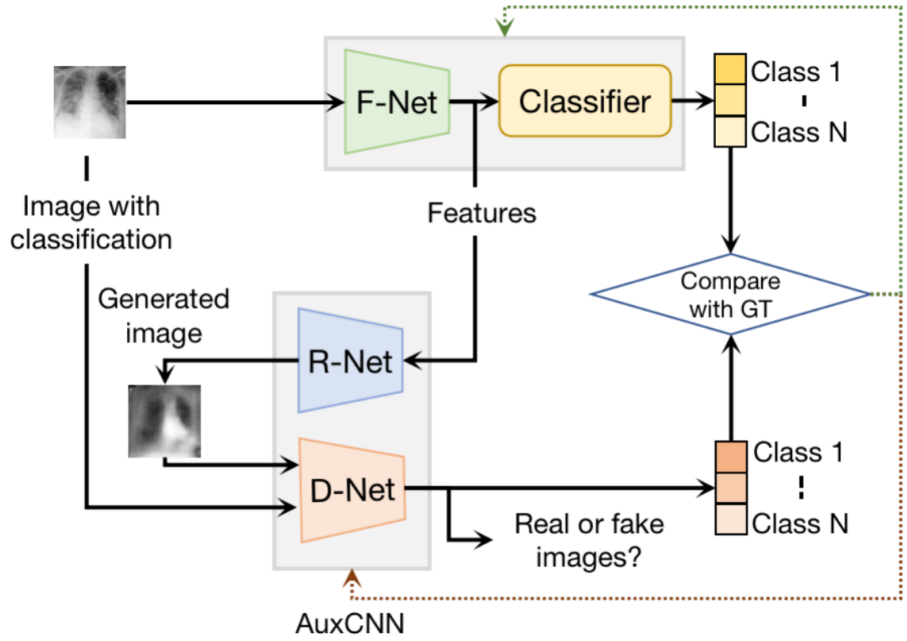 F-Net
Classifier
Class 1
Class N
Image with
classification
Features
Compare
with GT
Generated
image
R-Net
D-Net
Class 1
Class N
Real or fake
images?
AuxCNN